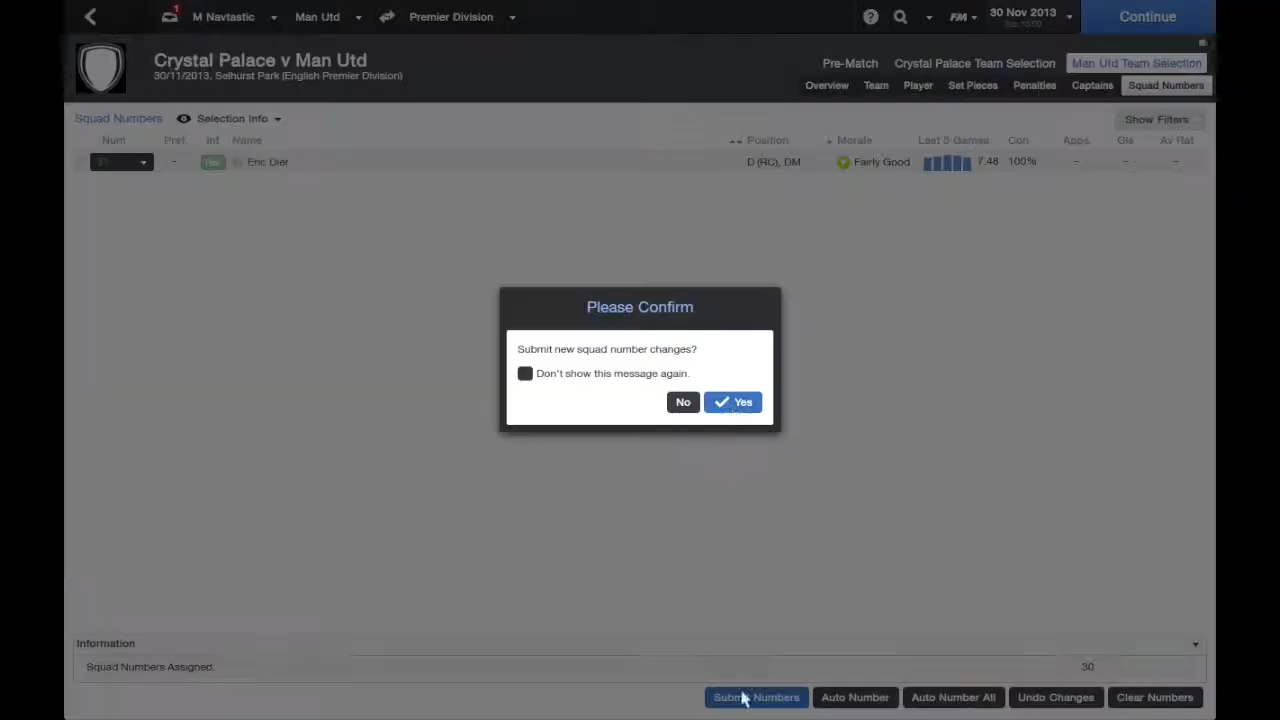 1
M Navtastic Man Utd Premier Division FM 30 Nov 2013 Continue
Crystal Palace v Man Utd
30/11/2013, Selhurst Park (English Premier Division)
Pre-Match Crystal Palace Team Selection Man Utd Team Selection
Overview Team Player Set Pieces Penalties Captains Squad Numbers
Squad Numbers Selection Info Show Filters
Num Pref Int Name Position Morale Last 5 Games Con Apps Gls Av Rat
- Eric Dier D (RC), DM Fairly Good 7.48 100% - - -
Please Confirm
Submit new squad number changes?
Don't show this message again.
No Yes
Information
Squad Numbers Assigned. 30
Submit Numbers Auto Number Auto Number All Undo Changes Clear Numbers